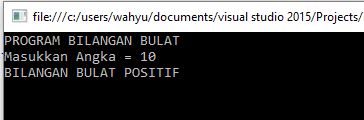 file:///c:/users/wahyu/documents/visual studio 2015/Projects/
PROGRAM BILANGAN BULAT
Masukkan Angka = 10
BILANGAN BULAT POSITIF